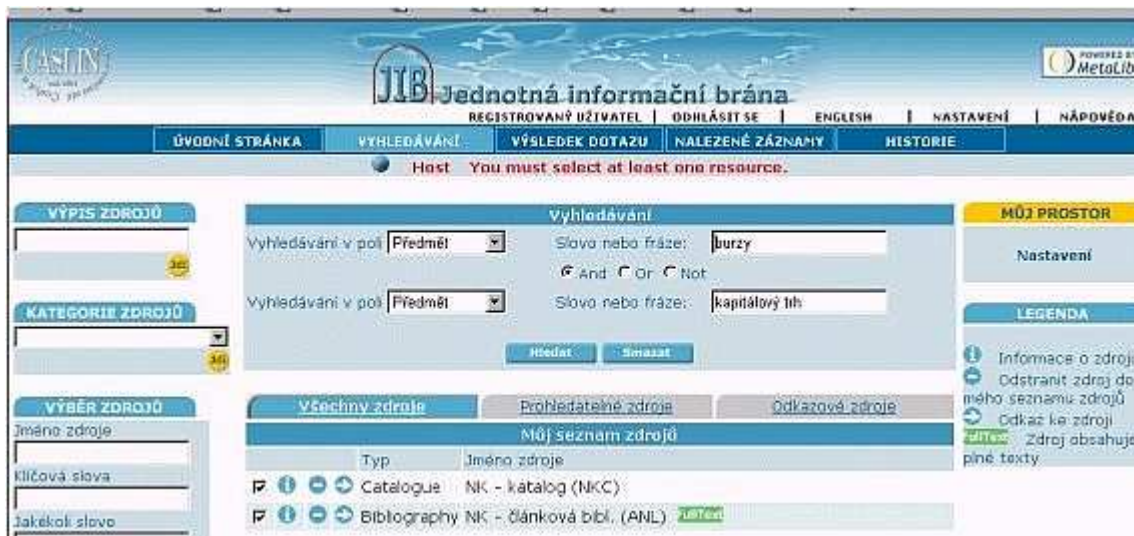 CASLIN
JIB Jednotná informační brána
POWERED BY
MetaLib
REGISTROVANÝ UŽIVATEL | ODHLÁSIT SE | ENGLISH | NASTAVENÍ | NÁPOVĚDA
ÚVODNÍ STRÁNKA VYHLEDÁVÁNÍ VÝSLEDEK DOTAZU NALEZENÉ ZÁZNAMY HISTORIE
Host You must select at least one resource.
VÝPIS ZDROJŮ
KATEGORIE ZDROJŮ
VÝBĚR ZDROJŮ
Jméno zdroje
Klíčová slova
Jakékoli slovo
Vyhledávání
Vyhledávání v poli Předmět Slovo nebo fráze: burzy
And Or Not
Vyhledávání v poli Předmět Slovo nebo fráze: kapitálový trh
Hledat Smazat
Všechny zdroje Prohledatelné zdroje Odkazové zdroje
Můj seznam zdrojů
Typ Jméno zdroje
Catalogue NK - katalog (NKC)
Bibliography NK - článková bibl. (ANL) FullText
MŮJ PROSTOR
Nastavení
LEGENDA
Informace o zdroji
Odstranit zdroj do
mého seznamu zdrojů
Odkaz ke zdroji
FullText Zdroj obsahuje
plné texty